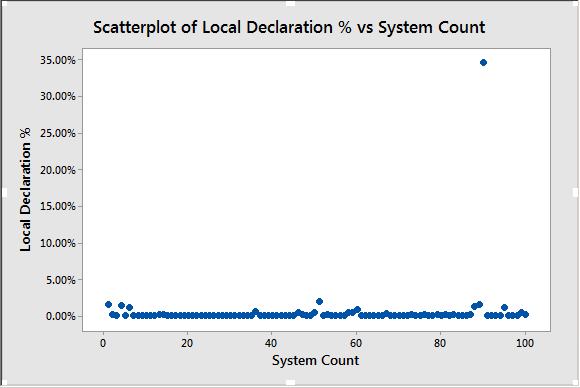 Scatterplot of Local Declaration % vs System Count
35.00%
30.00%
25.00%
20.00%
15.00%
10.00%
5.00%
0.00%
Local Declaration %
0 20 40 60 80 100
System Count